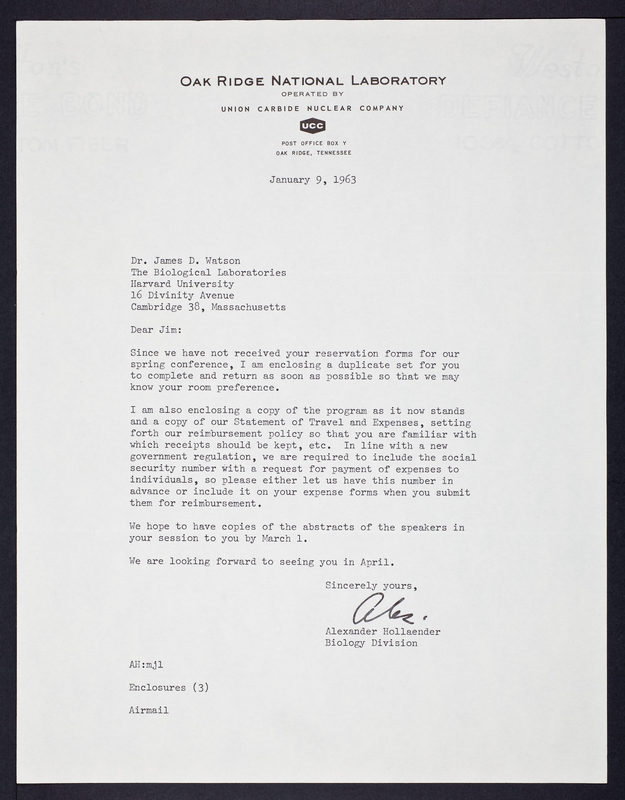 OAK RIDGE NATIONAL LABORATORY
OPERATED BY
UNION CARBIDE NUCLEAR COMPANY
UCC
POST OFFICE BOX Y
OAK RIDGE, TENNESSEE
January 9, 1963
Dr. James D. Watson
The Biological Laboratories
Harvard University
16 Divinity Avenue
Cambridge 38, Massachusetts
Dear Jim:
Since we have not received your reservation forms for our
spring conference, I am enclosing a duplicate set for you
to complete and return as soon as possible so that we may
know your room preference.
I am also enclosing a copy of the program as it now stands
and a copy of our Statement of Travel and Expenses, setting
forth our reimbursement policy so that you are familiar with
which receipts should be kept, etc. In line with a new
government regulation, we are required to include the social
security number with a request for payment of expenses to
individuals, so please either let us have this number in
advance or include it on your expense forms when you submit
them for reimbursement.
We hope to have copies of the abstracts of the speakers in
your session to you by March 1.
We are looking forward to seeing you in April.
Sincerely yours,
Alex.
Alexander Hollaender
Biology Division
AH:mjl
Enclosures (3)
Airmail